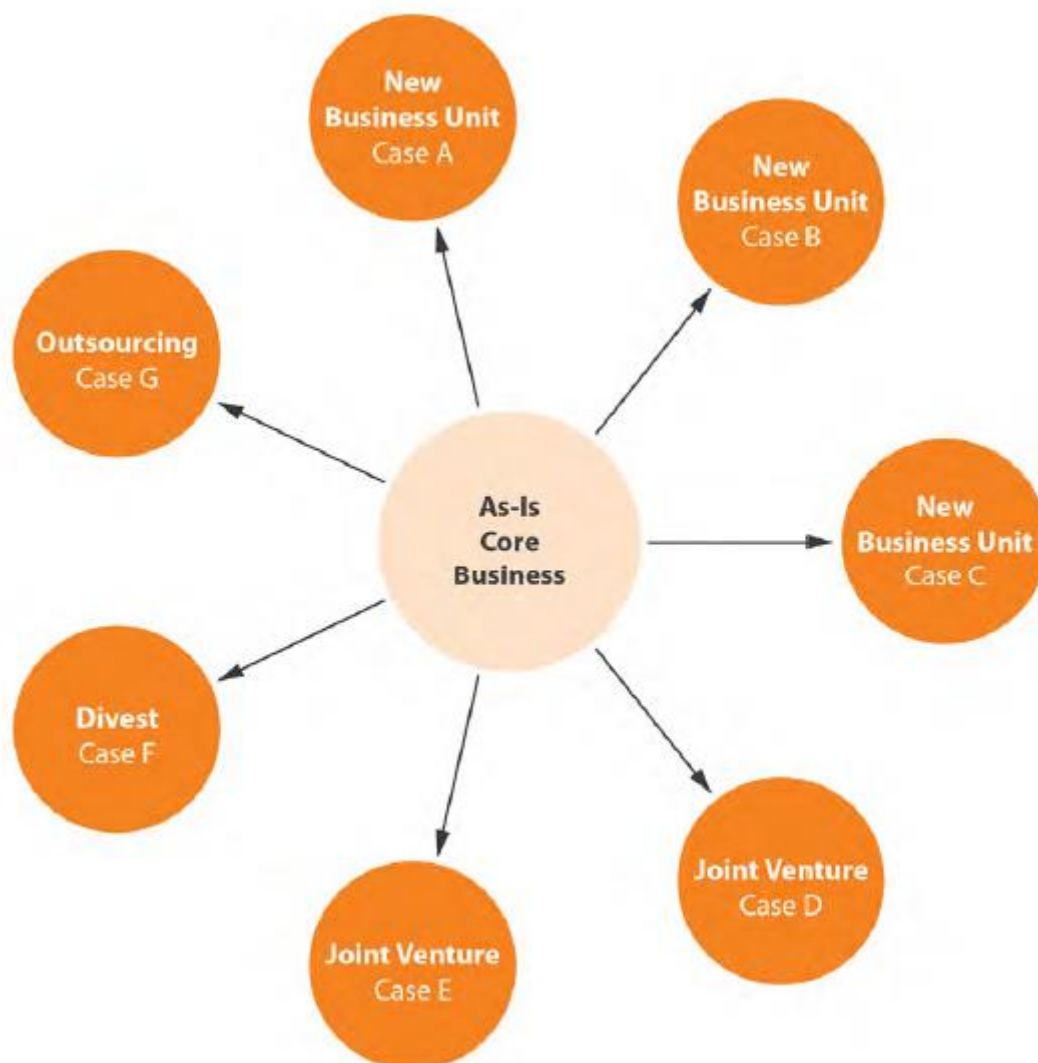 New
Business Unit
Case A
New
Business Unit
Case B
Outsourcing
Case G
As-Is
Core
Business
New
Business Unit
Case C
Divest
Case F
Joint Venture
Case D
Joint Venture
Case E